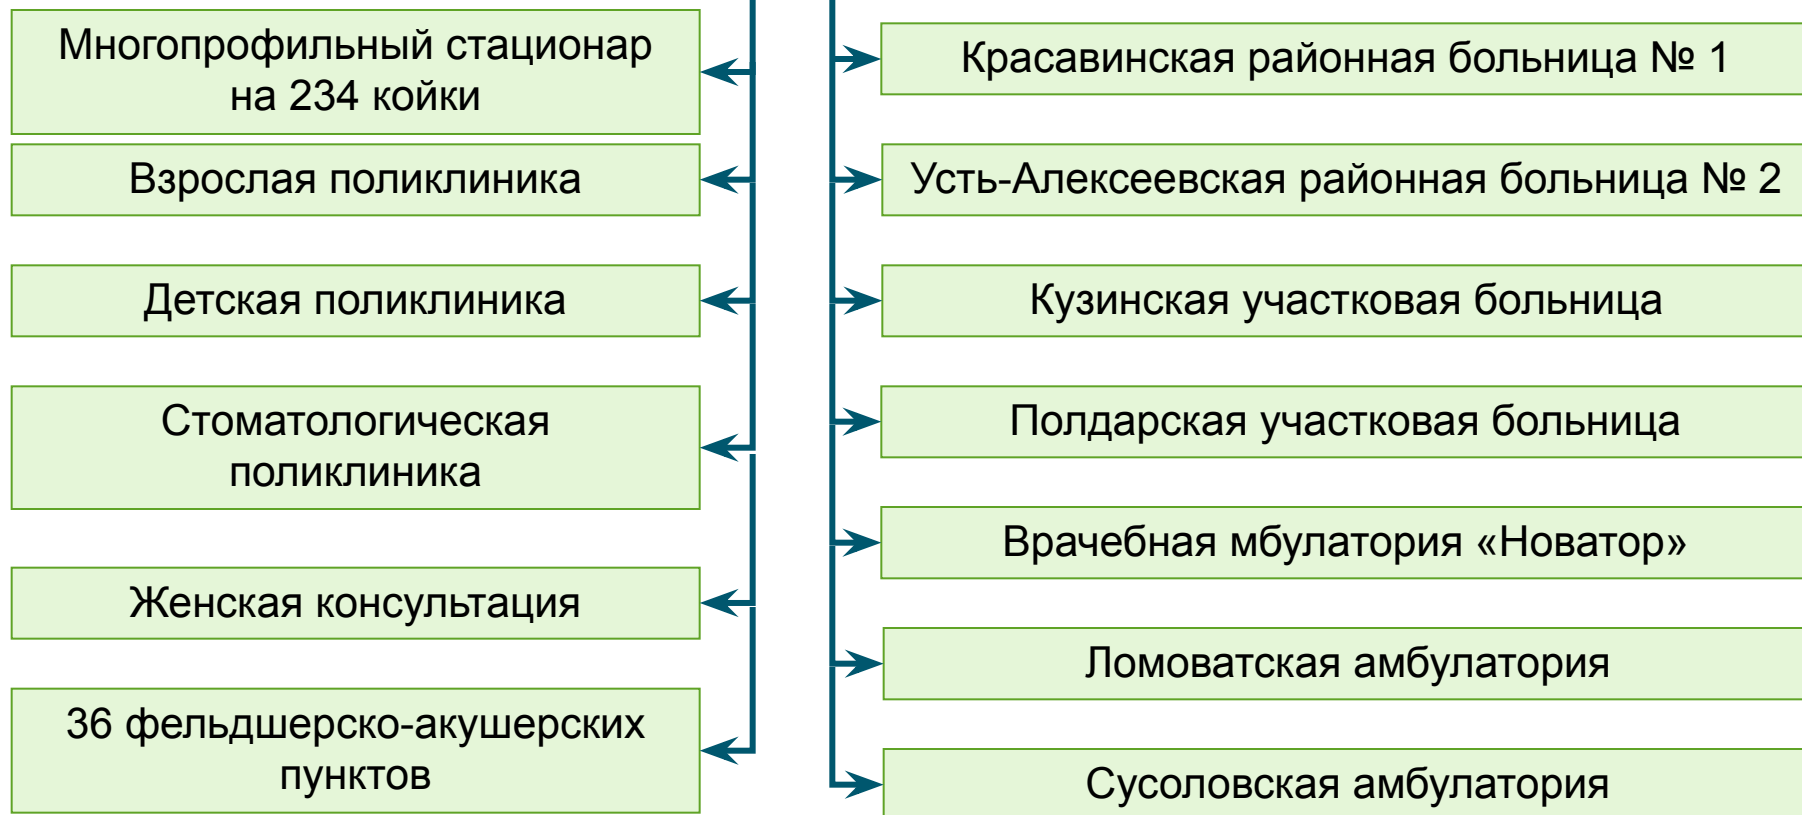 Многопрофильный стационар
на 234 койки
Взрослая поликлиника
Детская поликлиника
Стоматологическая
поликлиника
Женская консультация
36 фельдшерско-акушерских
пунктов
Красавинская районная больница № 1
Усть-Алексеевская районная больница № 2
Кузинская участковая больница
Полдарская участковая больница
Врачебная мбулатория «Новатор»
Ломоватская амбулатория
Сусоловская амбулатория